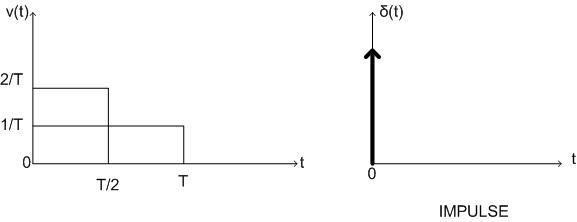 v(t)
2/T
1/T
0
T/2
T
t
δ(t)
0
t
IMPULSE